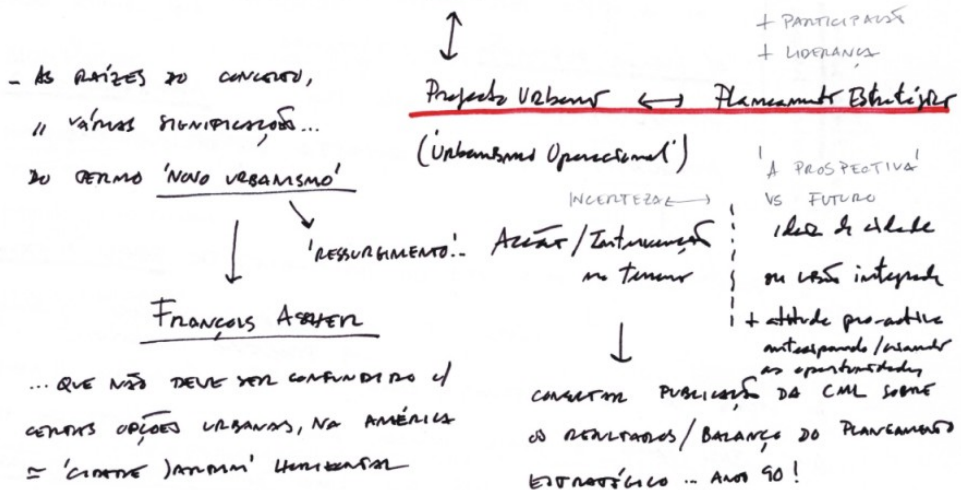 + PARTICIPAÇÃO
+ LIDERANÇA
- AS RAÍZES DO CONCEITO,
" VÁRIAS SIGNIFICAÇÕES...
DO TERMO 'NOVO URBANISMO'
'RESSURGIMENTO'..
FRANÇOIS ASCHER
... QUE NÃO DEVE SER CONFUNDIDO C/
CERTAS OPÇÕES URBANAS, NA AMÉRICA
= 'CIDADE JARDIM' HORIZONTAL
Projecto Urbano ↔ Planeamento Estratégico
('Urbanismo Operacional')
INCERTEZA ↔
Acção/Intervenção
no terreno
'A PROSPECTIVA'
VS FUTURO
ideia de cidade
ou visão integrada
+ atitude pro-activa
antecipando/criando
as oportunidades
CONSULTAR PUBLICAÇÃO DA CML SOBRE
OS RESULTADOS/BALANÇO DO PLANEAMENTO
ESTRATÉGICO .. ANOS 90!